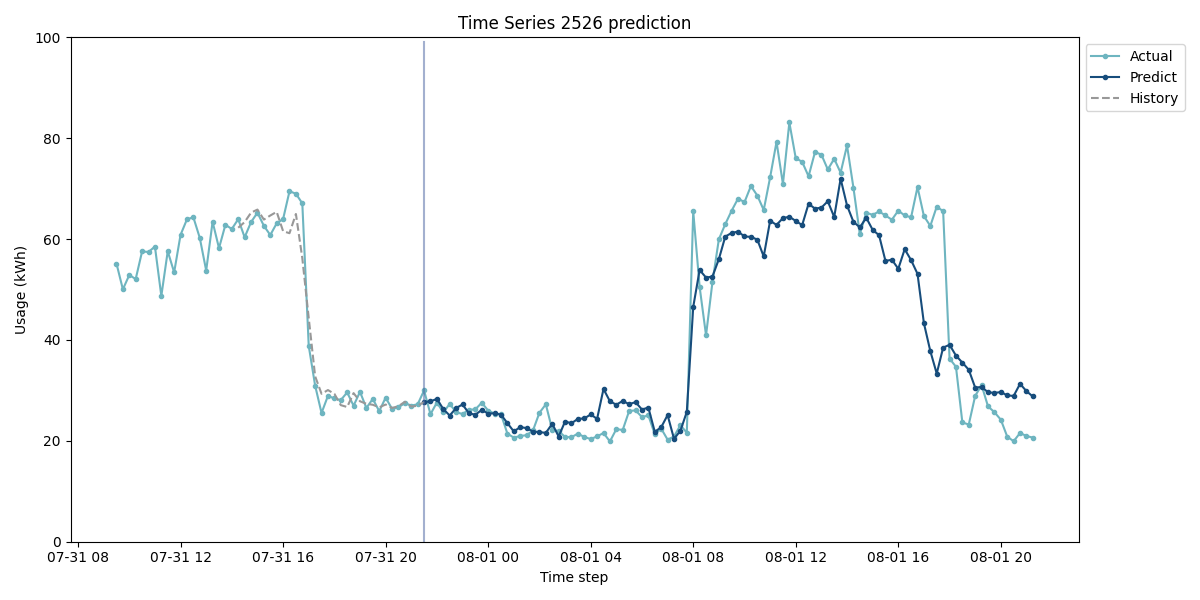 Time Series 2526 prediction
100
80
60
40
20
0
Usage (kWh)
07-31 08
07-31 12
07-31 16
07-31 20
08-01 00
08-01 04
08-01 08
08-01 12
08-01 16
08-01 20
Time step
Actual
Predict
History